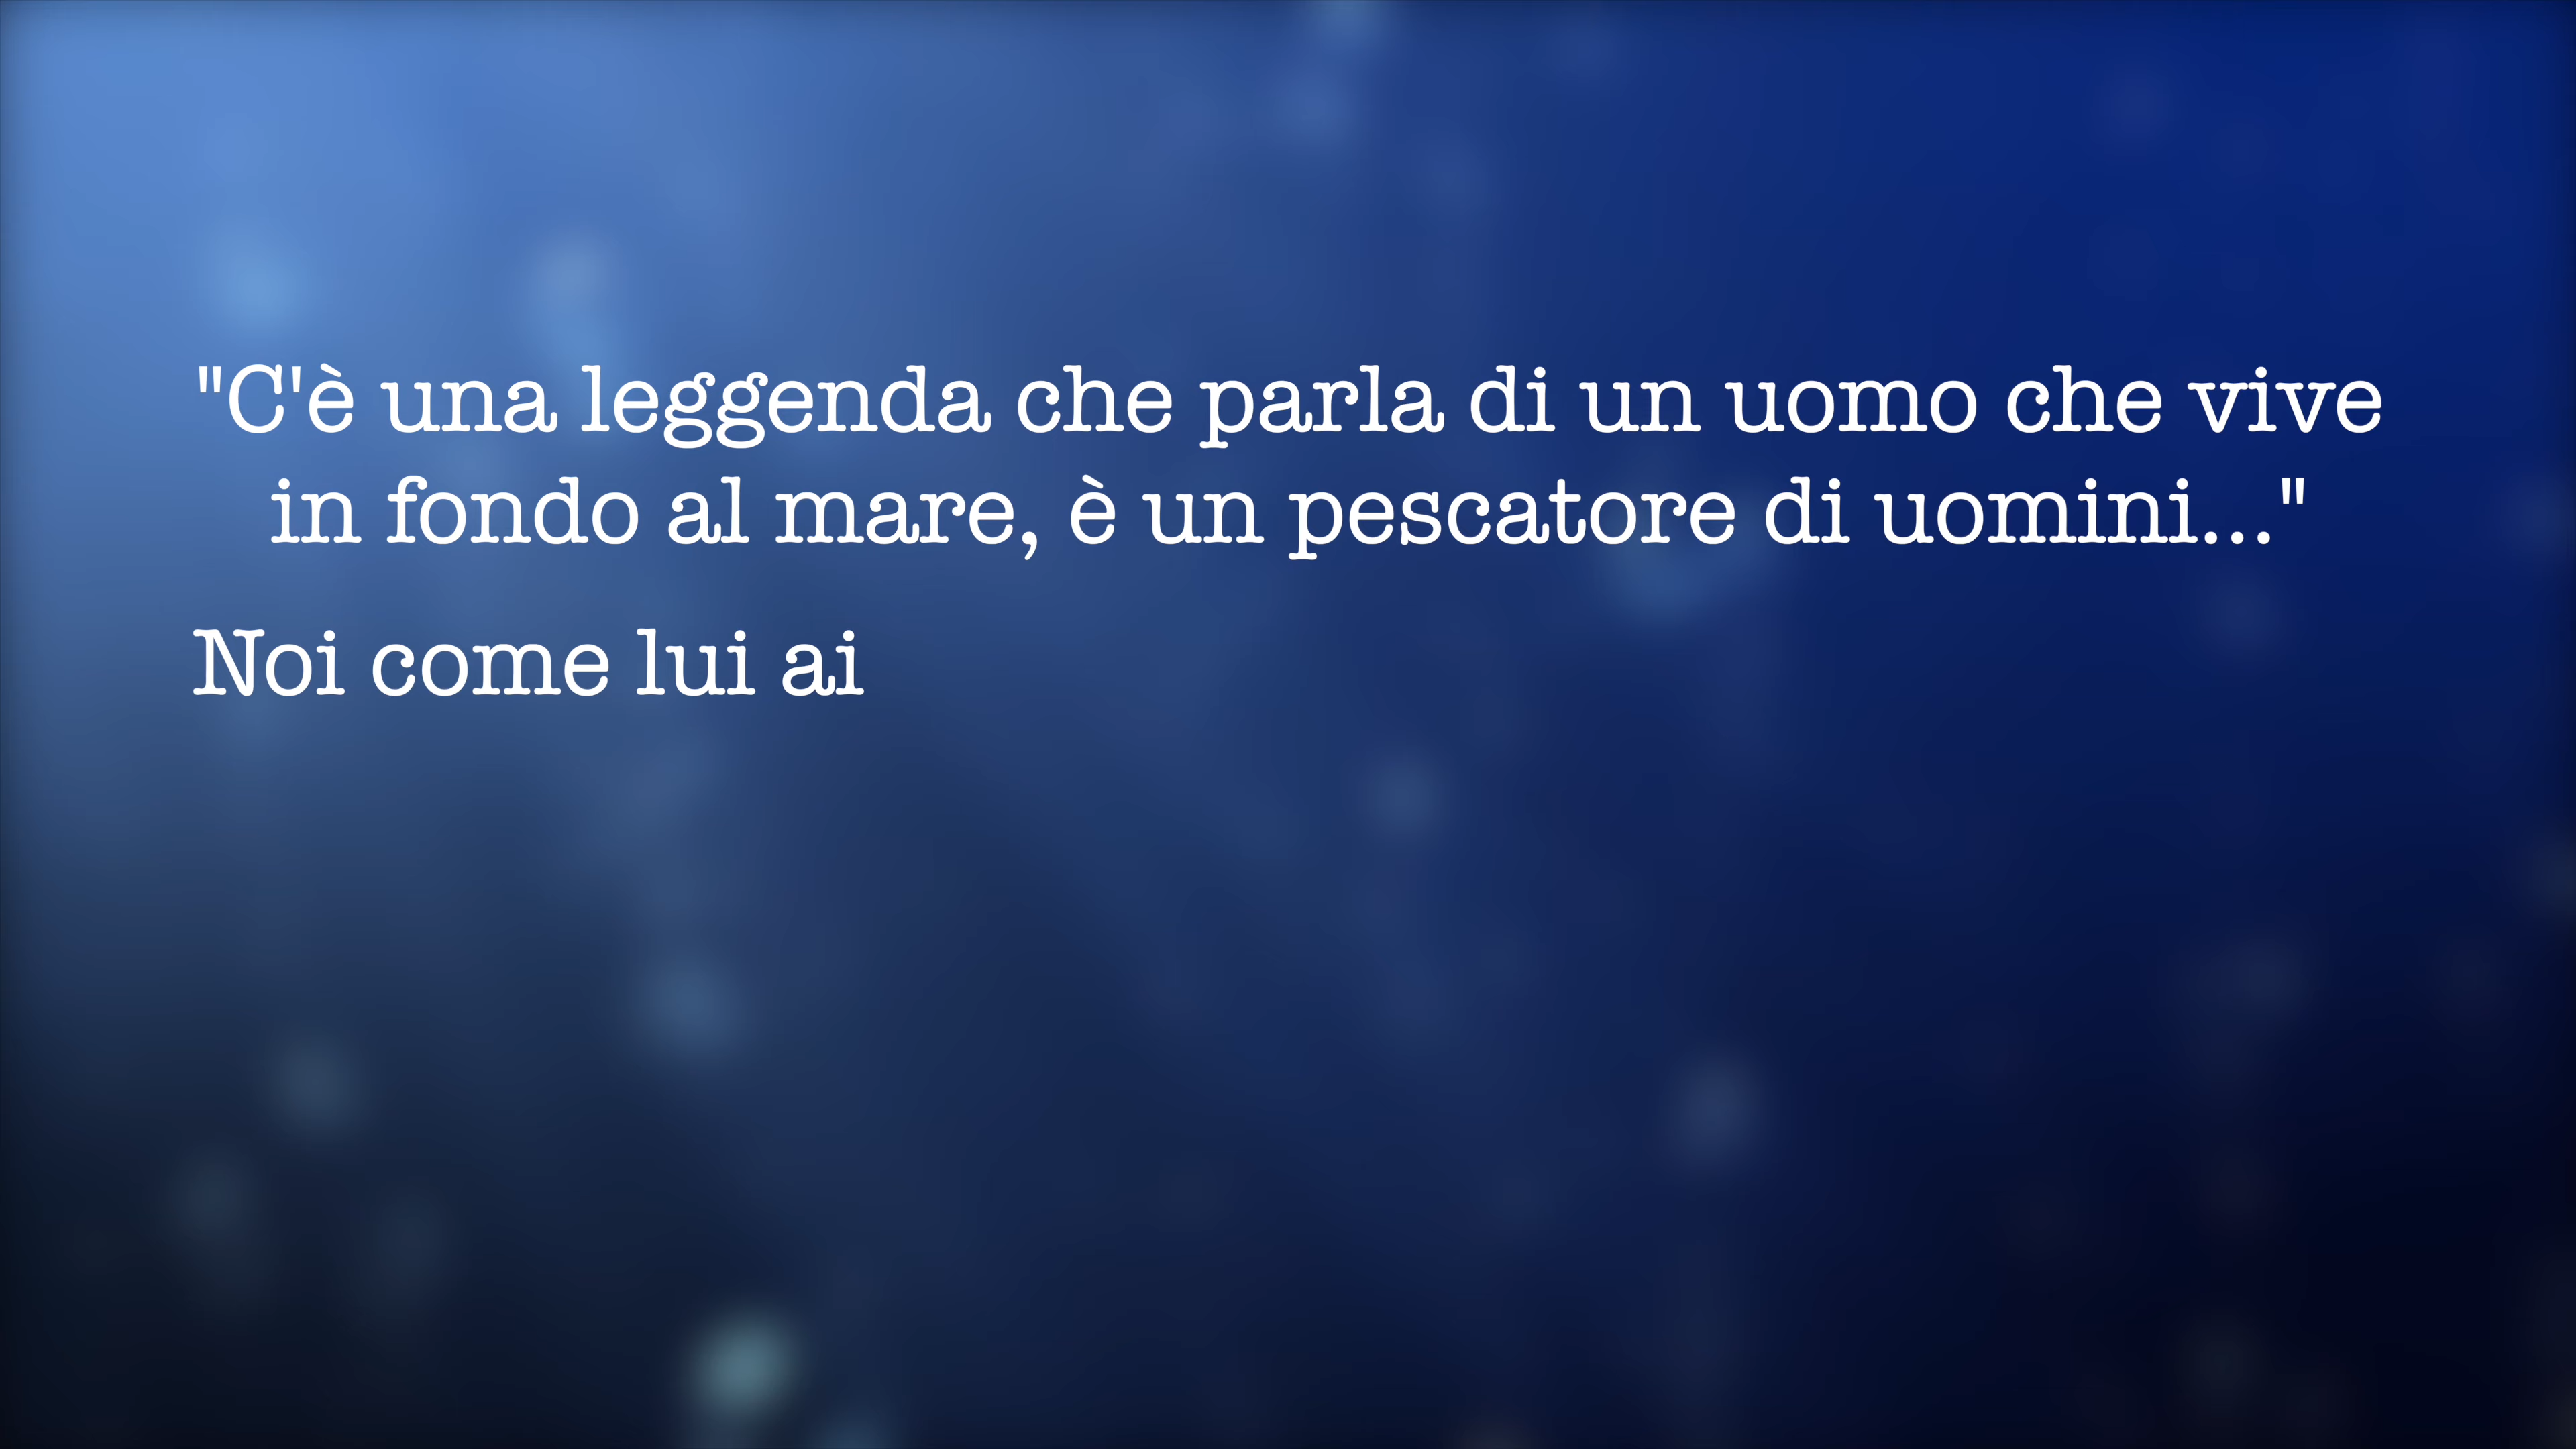 "C'è una leggenda che parla di un uomo che vive
in fondo al mare, è un pescatore di uomini..."
Noi come lui ai